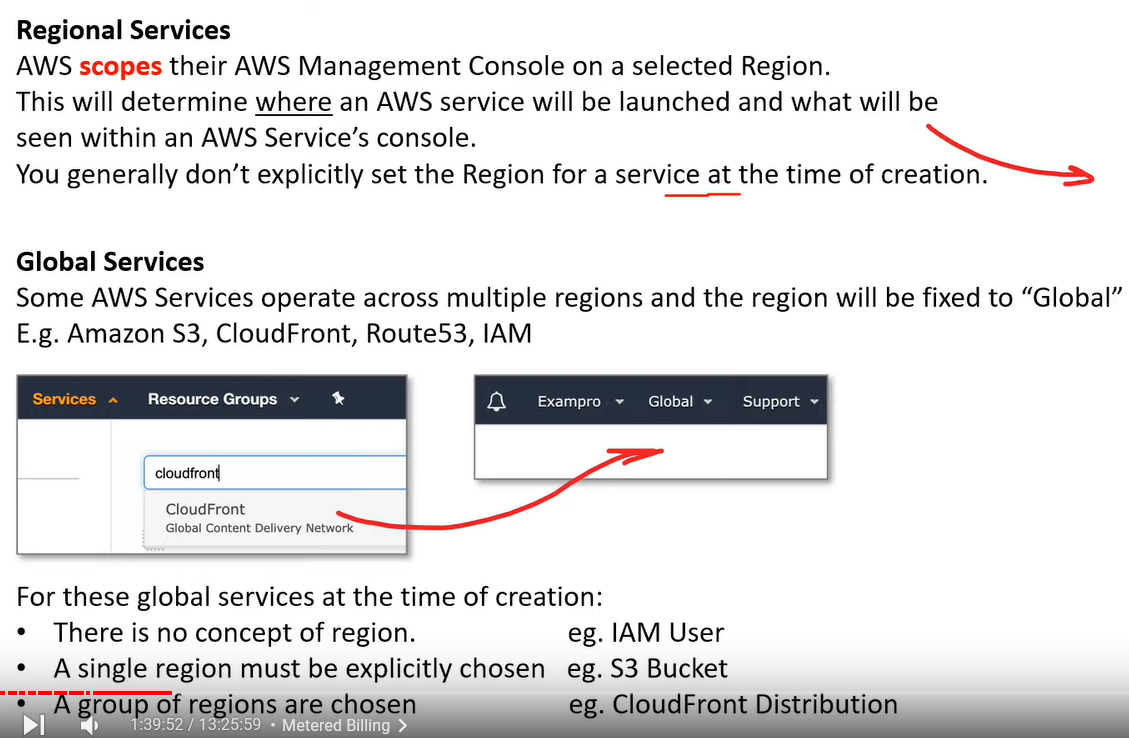 Regional Services
AWS scopes their AWS Management Console on a selected Region.
This will determine where an AWS service will be launched and what will be
seen within an AWS Service's console.
You generally don't explicitly set the Region for a service at the time of creation.
Global Services
Some AWS Services operate across multiple regions and the region will be fixed to “Global”
E.g. Amazon S3, CloudFront, Route53, IAM
Services Resource Groups
cloudfront
CloudFront
Global Content Delivery Network
Exampro Global Support
For these global services at the time of creation:
• There is no concept of region. eg. IAM User
• A single region must be explicitly chosen eg. S3 Bucket
• A group of regions are chosen eg. CloudFront Distribution
1:39:52 / 13:25:59 • Metered Billing